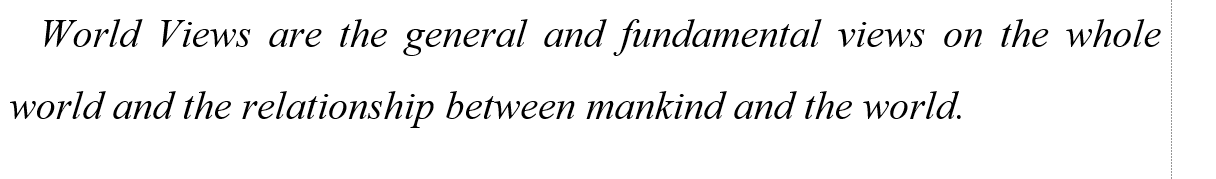 World Views are the general and fundamental views on the whole
world and the relationship between mankind and the world.